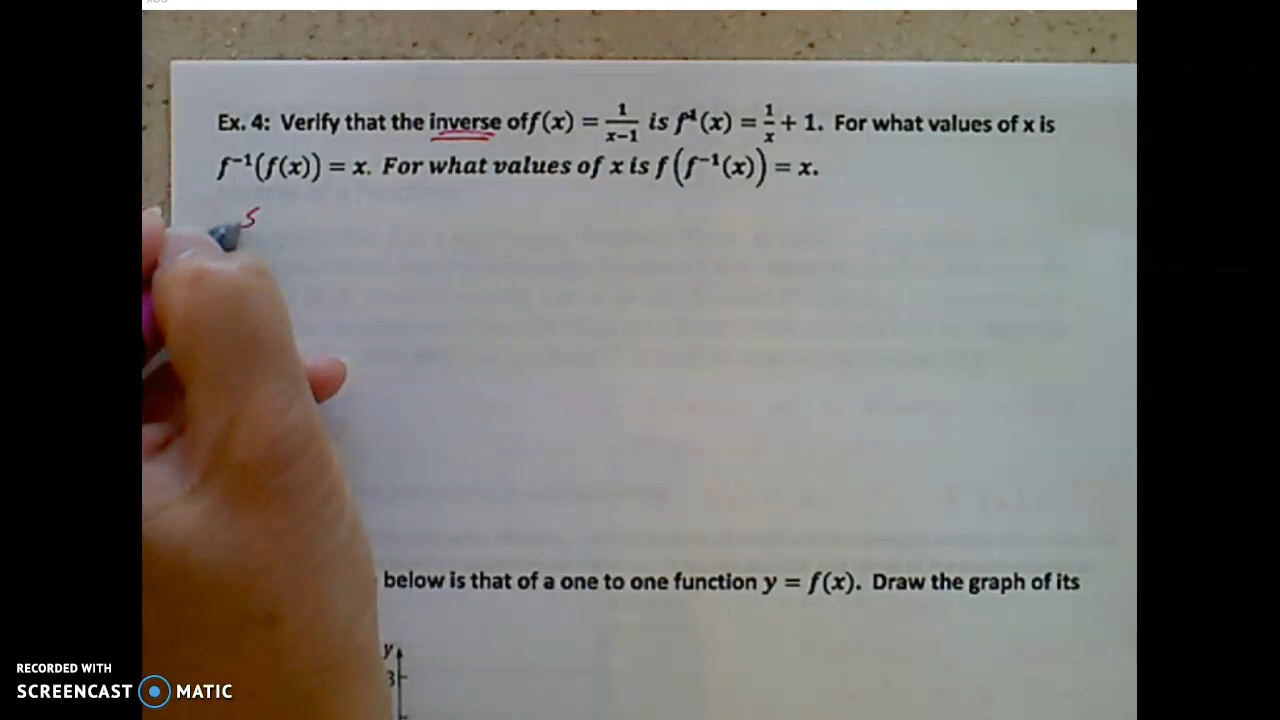 Ex. 4: Verify that the inverse of f(x) = 1/(x−1) is f⁻¹(x) = 1/x + 1. For what values of x is
f⁻¹(f(x)) = x. For what values of x is f(f⁻¹(x)) = x.
S
below is that of a one to one function y = f(x). Draw the graph of its
y
3
RECORDED WITH
SCREENCAST MATIC